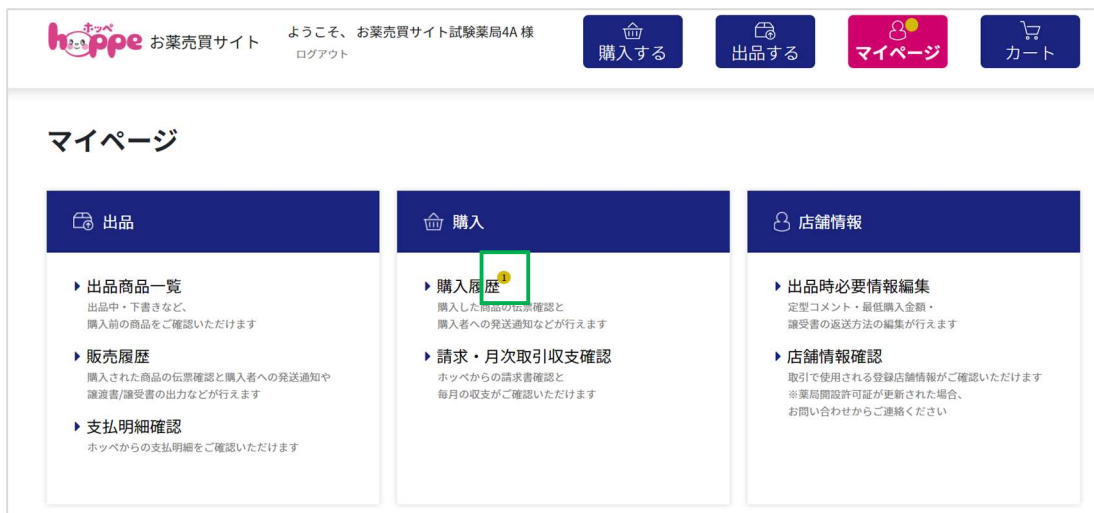 ホッペ
hoppe お薬売買サイト
ようこそ、お薬売買サイト試験薬局4A 様
ログアウト
購入する
出品する
マイページ
カート
マイページ
出品
出品商品一覧
出品中・下書きなど、
購入前の商品をご確認いただけます
販売履歴
購入された商品の伝票確認と購入者への発送通知や
譲渡書/譲受書の出力などが行えます
支払明細確認
ホッペからの支払明細をご確認いただけます
購入
購入履歴 1
購入した商品の伝票確認と
購入者への発送通知などが行えます
請求・月次取引収支確認
ホッペからの請求書確認と
毎月の収支がご確認いただけます
店舗情報
出品時必要情報編集
定型コメント・最低購入金額・
譲受書の返送方法の編集が行えます
店舗情報確認
取引で使用される登録店舗情報がご確認いただけます
※薬局開設許可証が更新された場合、
お問い合わせからご連絡ください